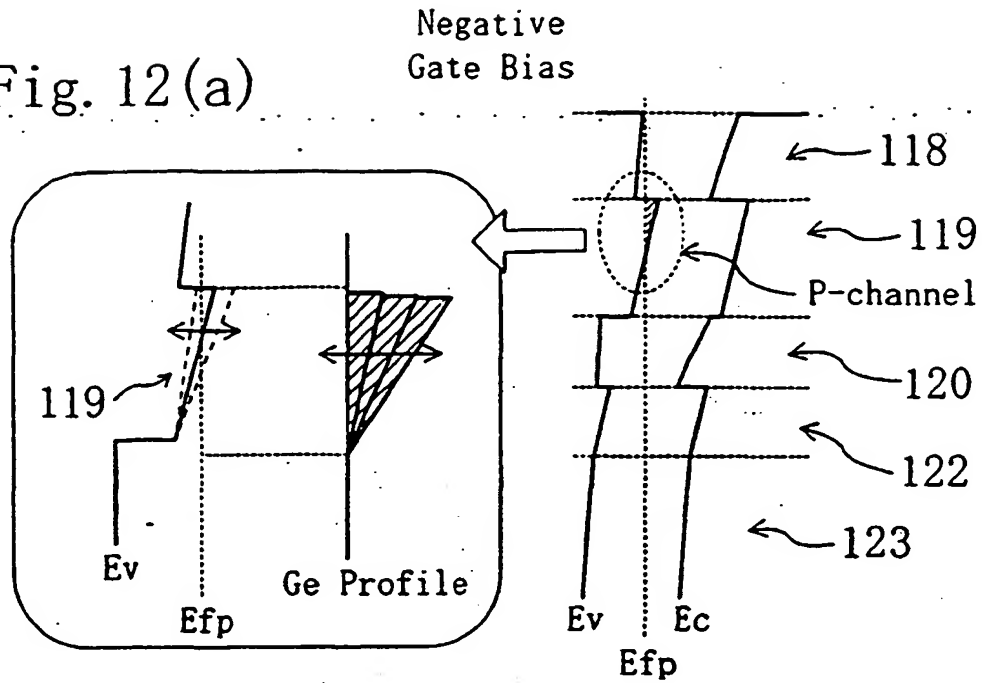 Negative
Gate Bias
Fig. 12(a)
118
119
P-channel
120
122
123
119
Ev
Efp
Ge Profile
Ev
Ec
Efp